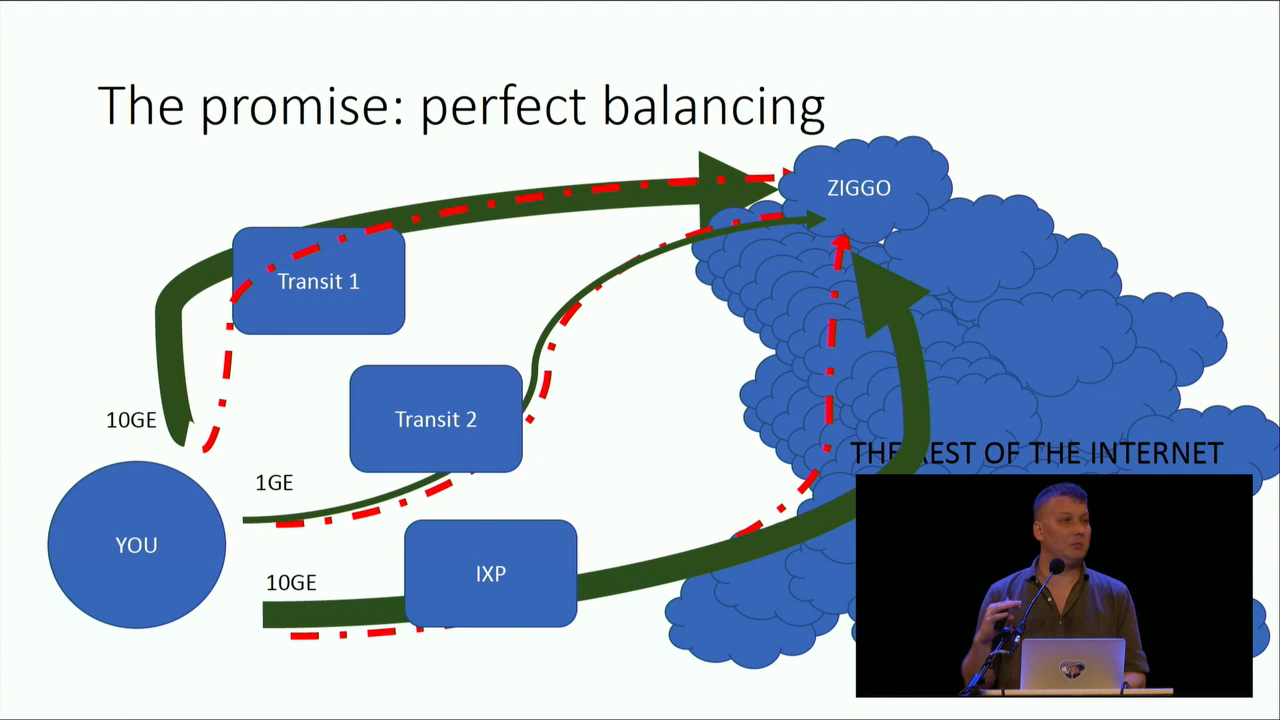 The promise: perfect balancing
ZIGGO
Transit 1
10GE
Transit 2
THE REST OF THE INTERNET
1GE
YOU
10GE
IXP